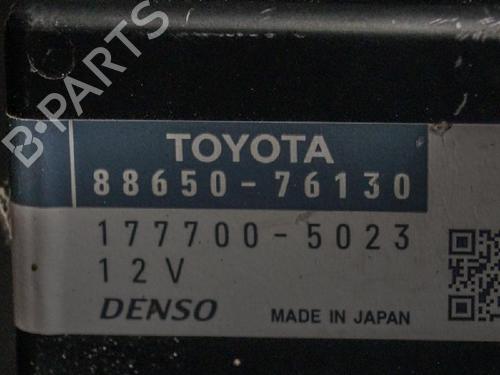 B-PARTS
TOYOTA
88650-76130
177700-5023
12V
DENSO MADE IN JAPAN